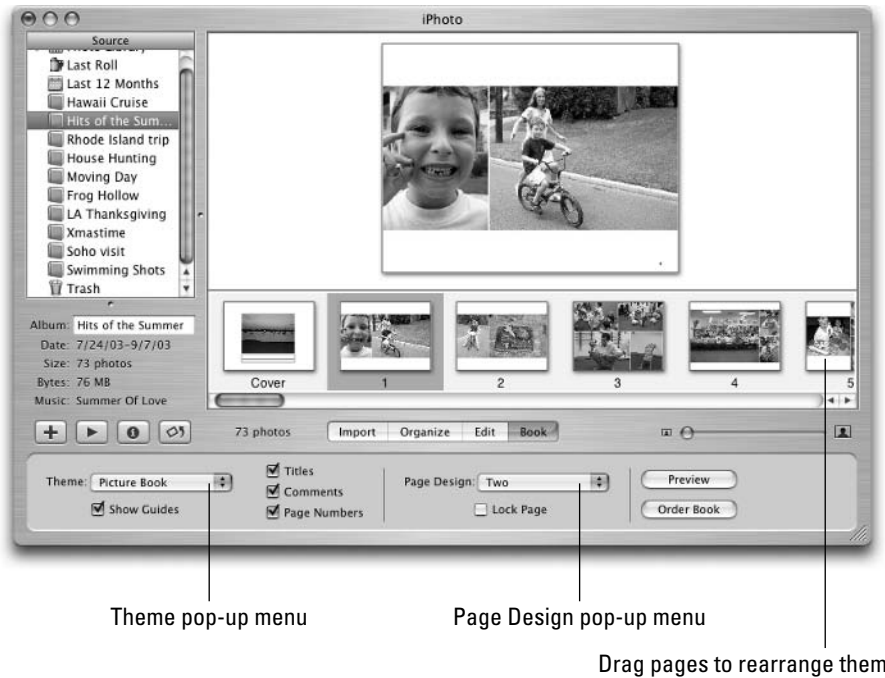 iPhoto
Source
Last Roll
Last 12 Months
Hawaii Cruise
Hits of the Sum...
Rhode Island trip
House Hunting
Moving Day
Frog Hollow
LA Thanksgiving
Xmastime
Soho visit
Swimming Shots
Trash
Album: Hits of the Summer
Date: 7/24/03-9/7/03
Size: 73 photos
Bytes: 76 MB
Music: Summer Of Love
Cover
1
2
3
4
5
73 photos
Import Organize Edit Book
Theme: Picture Book
Show Guides
Titles
Comments
Page Numbers
Page Design: Two
Lock Page
Preview
Order Book
Theme pop-up menu
Page Design pop-up menu
Drag pages to rearrange them